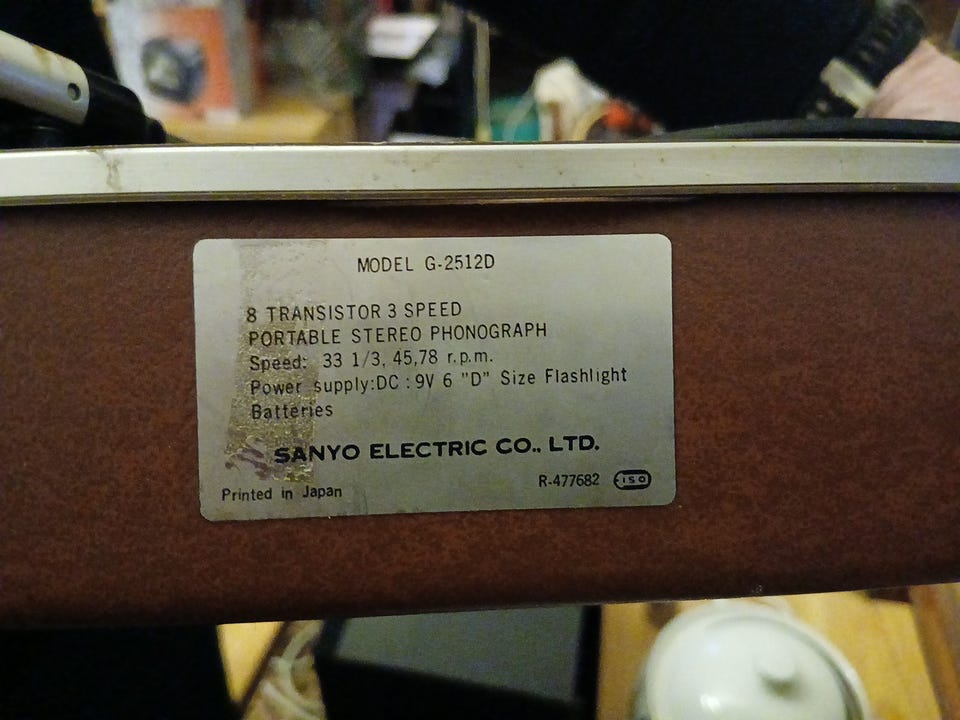 MODEL G-2512D
8 TRANSISTOR 3 SPEED
PORTABLE STEREO PHONOGRAPH
Speed: 33 1/3, 45,78 r.p.m.
Power supply:DC : 9V 6 "D" Size Flashlight
Batteries
SANYO ELECTRIC CO., LTD.
Printed in Japan R-477682 ISO